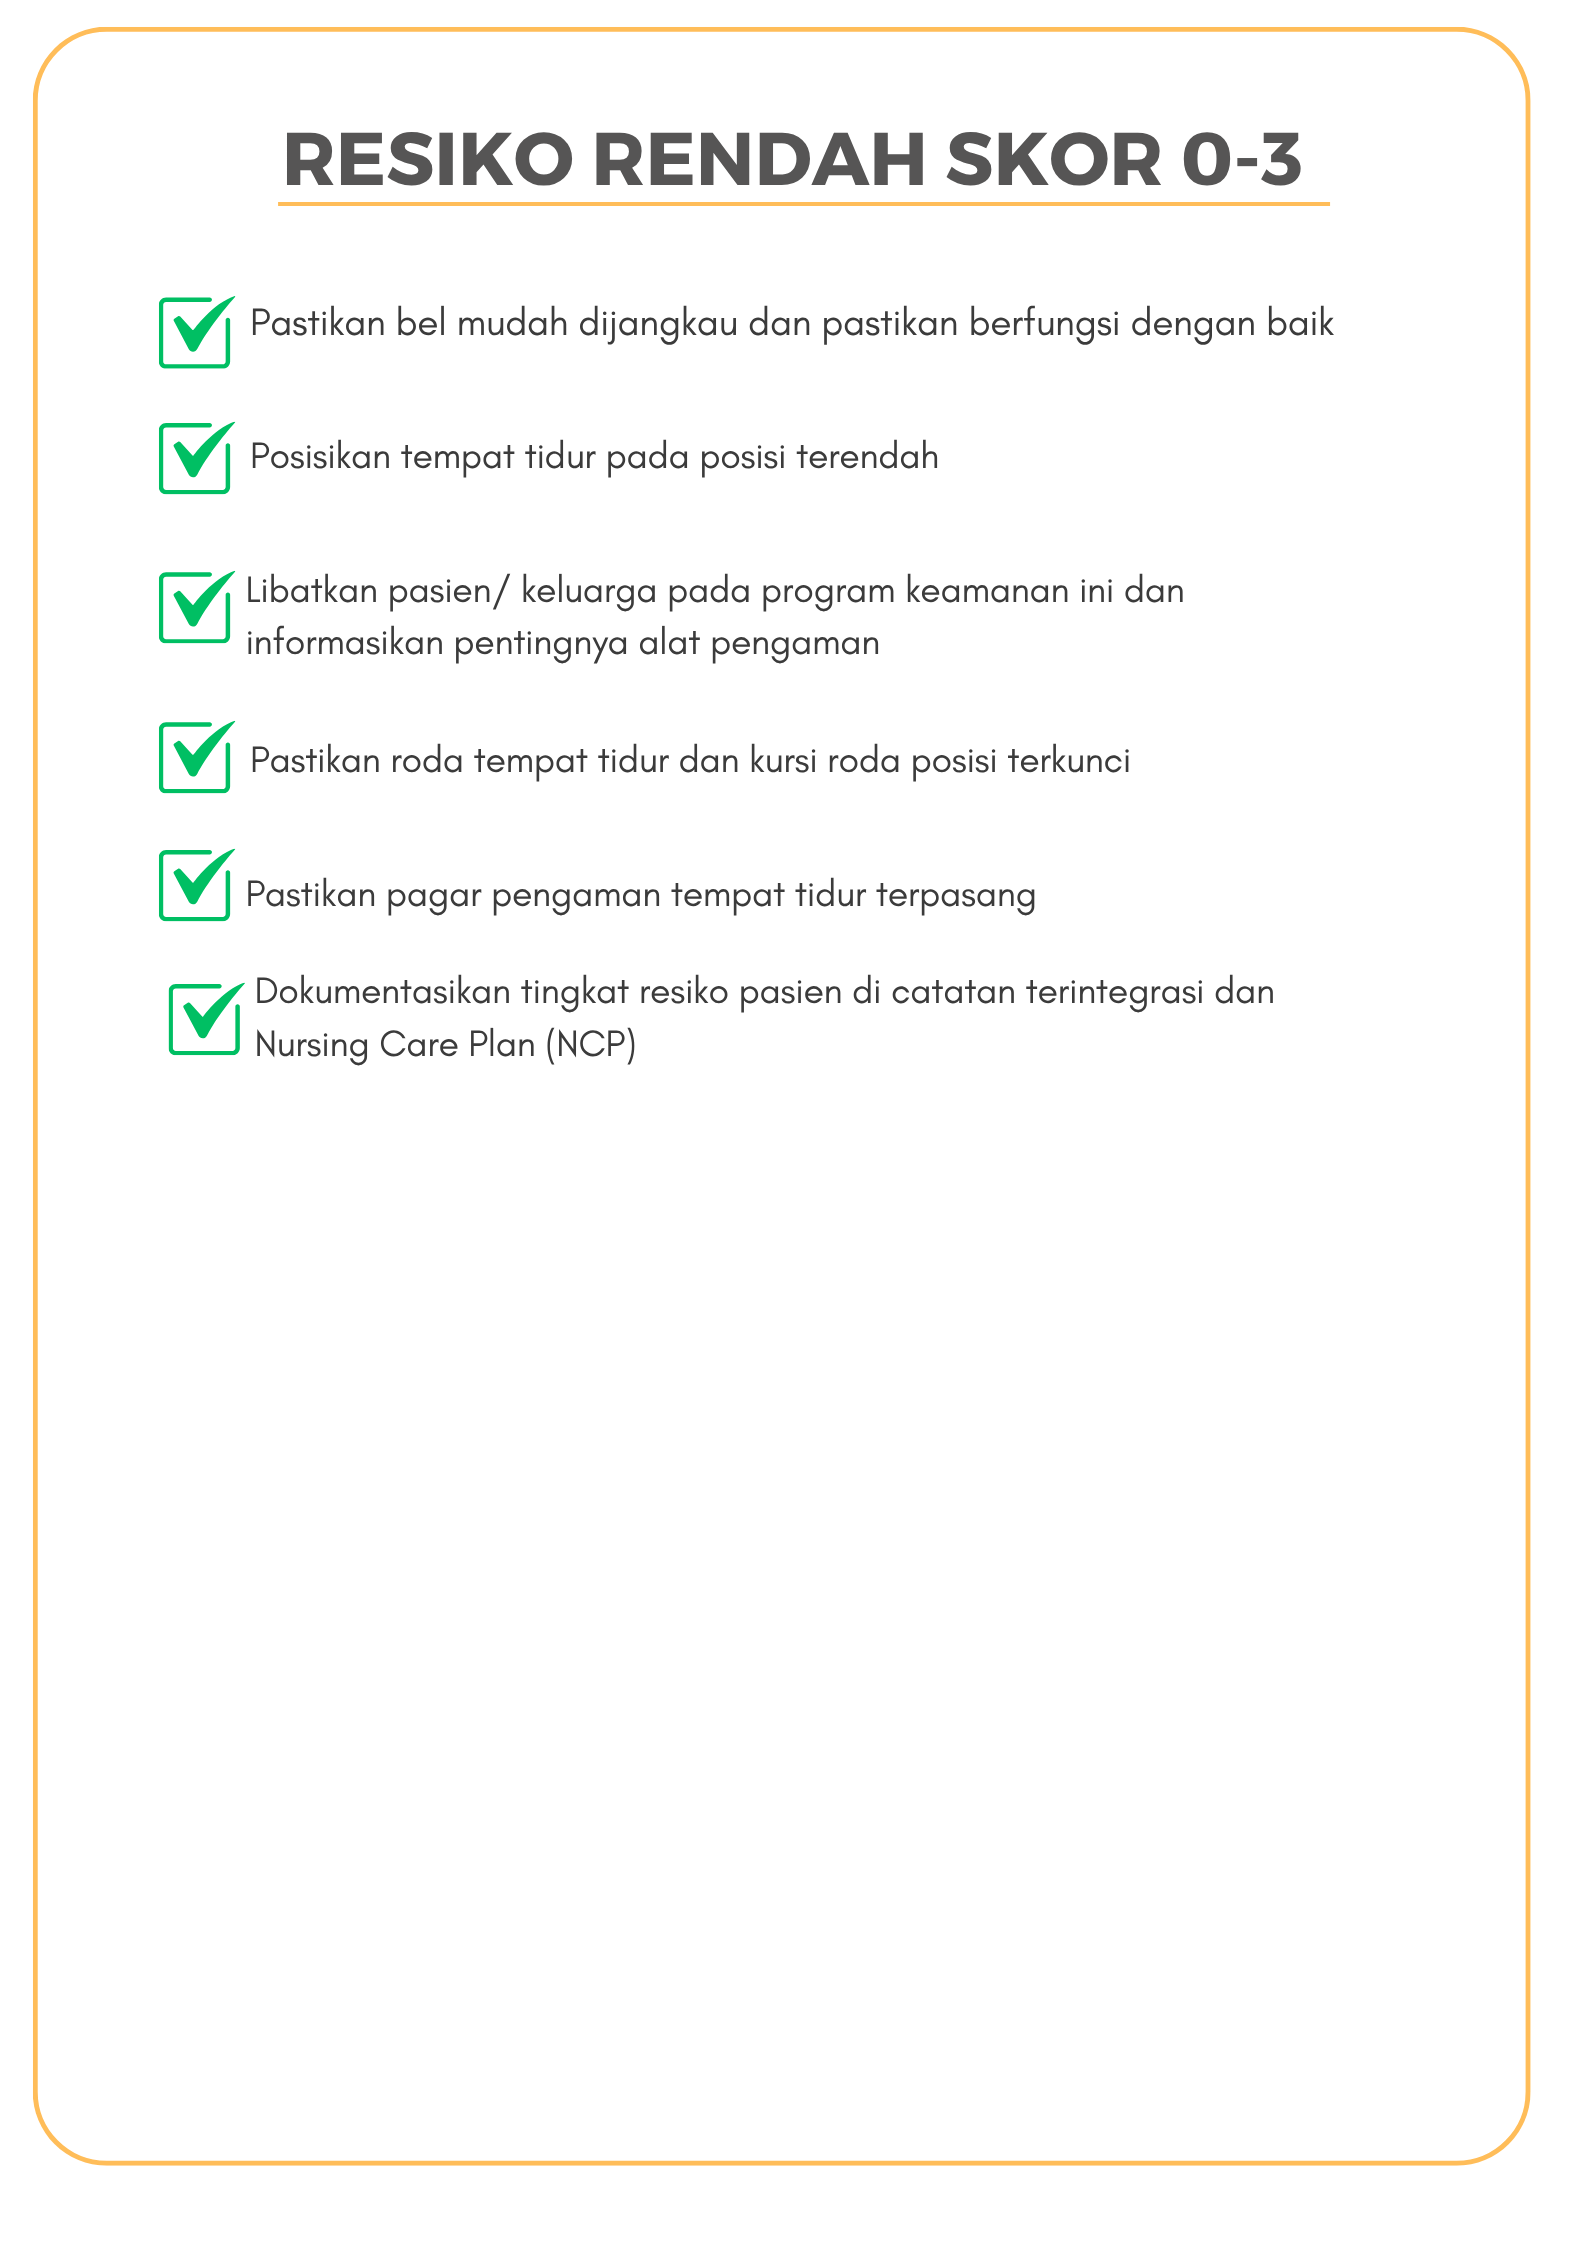 RESIKO RENDAH SKOR 0-3
Pastikan bel mudah dijangkau dan pastikan berfungsi dengan baik
Posisikan tempat tidur pada posisi terendah
Libatkan pasien/ keluarga pada program keamanan ini dan
informasikan pentingnya alat pengaman
Pastikan roda tempat tidur dan kursi roda posisi terkunci
Pastikan pagar pengaman tempat tidur terpasang
Dokumentasikan tingkat resiko pasien di catatan terintegrasi dan
Nursing Care Plan (NCP)